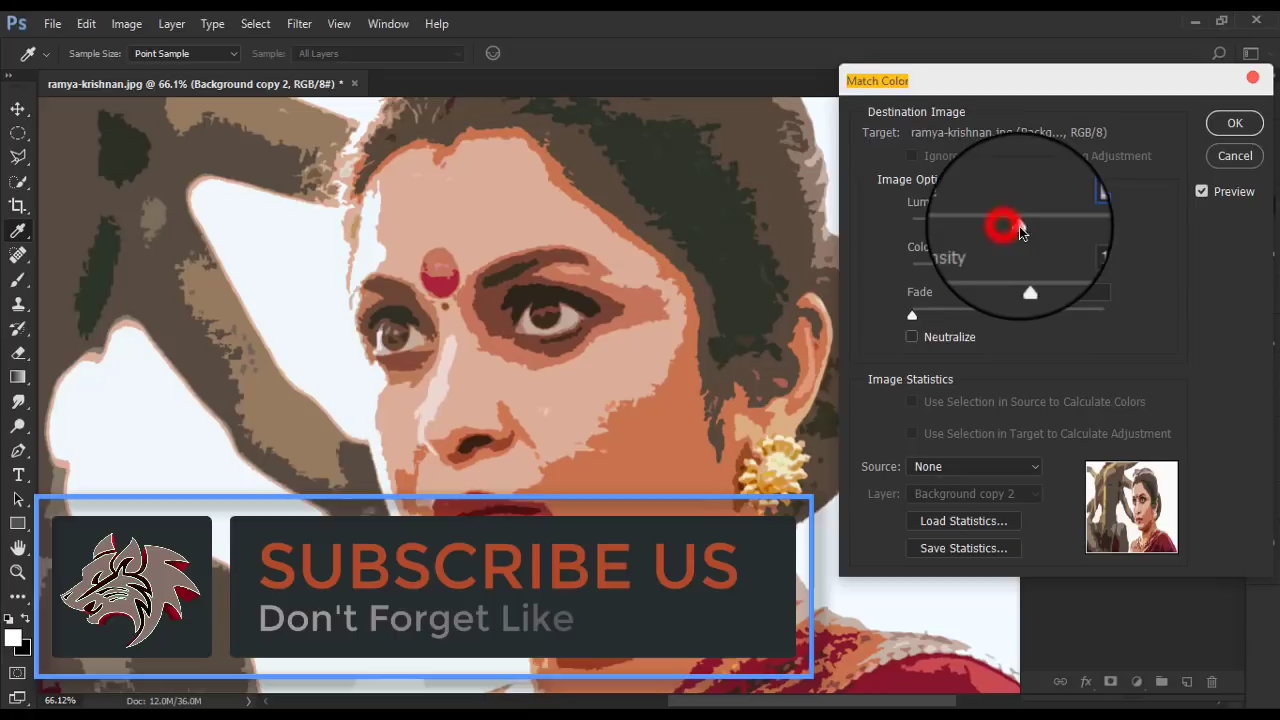 Ps File Edit Image Layer Type Select Filter View Window Help
Sample Size: Point Sample Sample: All Layers
ramya-krishnan.jpg @ 66.1% (Background copy 2, RGB/8#) *
Match Color
Destination Image
Target: ramya-krishnan.jpg (Backg..., RGB/8)
OK
Adjustment
Cancel
Preview
nsity
Fade
Neutralize
Image Statistics
Use Selection in Source to Calculate Colors
Use Selection in Target to Calculate Adjustment
Source: None
Layer: Background copy 2
Load Statistics...
Save Statistics...
SUBSCRIBE US
Don't Forget Like
66.12% Doc: 12.0M/36.0M
fx